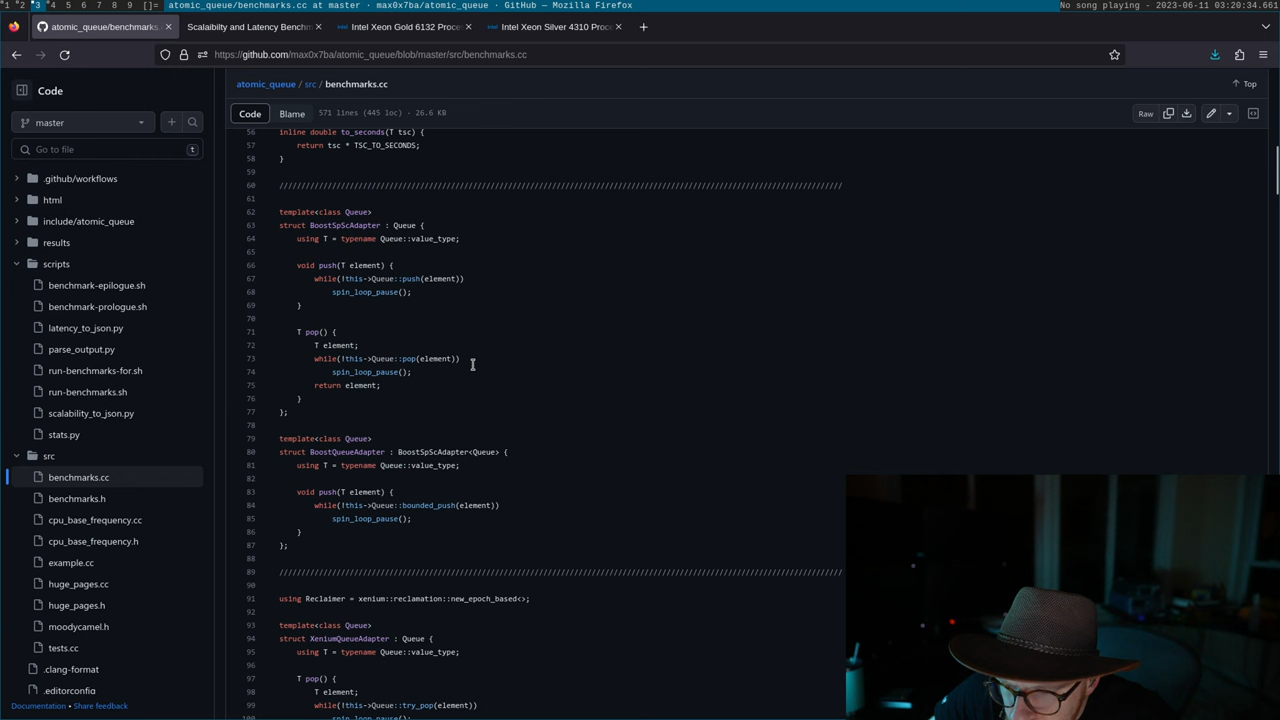 1 2 3 4 5 6 7 8 9 []= atomic_queue/benchmarks.cc at master · max0x7ba/atomic_queue · GitHub — Mozilla Firefox No song playing - 2023-06-11 03:20:34.661
atomic_queue/benchmarks. Scalaibilty and Latency Benchm Intel Xeon Gold 6132 Proce Intel Xeon Silver 4310 Proc
https://github.com/max0x7ba/atomic_queue/blob/master/src/benchmarks.cc
Code
atomic_queue / src / benchmarks.cc
Top
master
Code Blame 571 lines (445 loc) · 26.6 KB Raw
Go to file t
.github/workflows
html
include/atomic_queue
results
scripts
benchmark-epilogue.sh
benchmark-prologue.sh
latency_to_json.py
parse_output.py
run-benchmarks-for.sh
run-benchmarks.sh
scalability_to_json.py
stats.py
src
benchmarks.cc
benchmarks.h
cpu_base_frequency.cc
cpu_base_frequency.h
example.cc
huge_pages.cc
huge_pages.h
moodycamel.h
tests.cc
.clang-format
.editorconfig
Documentation • Share feedback
56 inline double to_seconds(T tsc) {
57 return tsc * TSC_TO_SECONDS;
58 }
59
60 ////////////////////////////////////////////////////////////////////////////////////////////////////////////////////////////////
61
62 template<class Queue>
63 struct BoostSpScAdapter : Queue {
64 using T = typename Queue::value_type;
65
66 void push(T element) {
67 while(!this->Queue::push(element))
68 spin_loop_pause();
69 }
70
71 T pop() {
72 T element;
73 while(!this->Queue::pop(element))
74 spin_loop_pause();
75 return element;
76 }
77 };
78
79 template<class Queue>
80 struct BoostQueueAdapter : BoostSpScAdapter<Queue> {
81 using T = typename Queue::value_type;
82
83 void push(T element) {
84 while(!this->Queue::bounded_push(element))
85 spin_loop_pause();
86 }
87 };
88
89 ////////////////////////////////////////////////////////////////////////////////////////////////////////////////////////////////
90
91 using Reclaimer = xenium::reclamation::new_epoch_based<>;
92
93 template<class Queue>
94 struct XeniumQueueAdapter : Queue {
95 using T = typename Queue::value_type;
96
97 T pop() {
98 T element;
99 while(!this->Queue::try_pop(element))
100 spin_loop_pause();